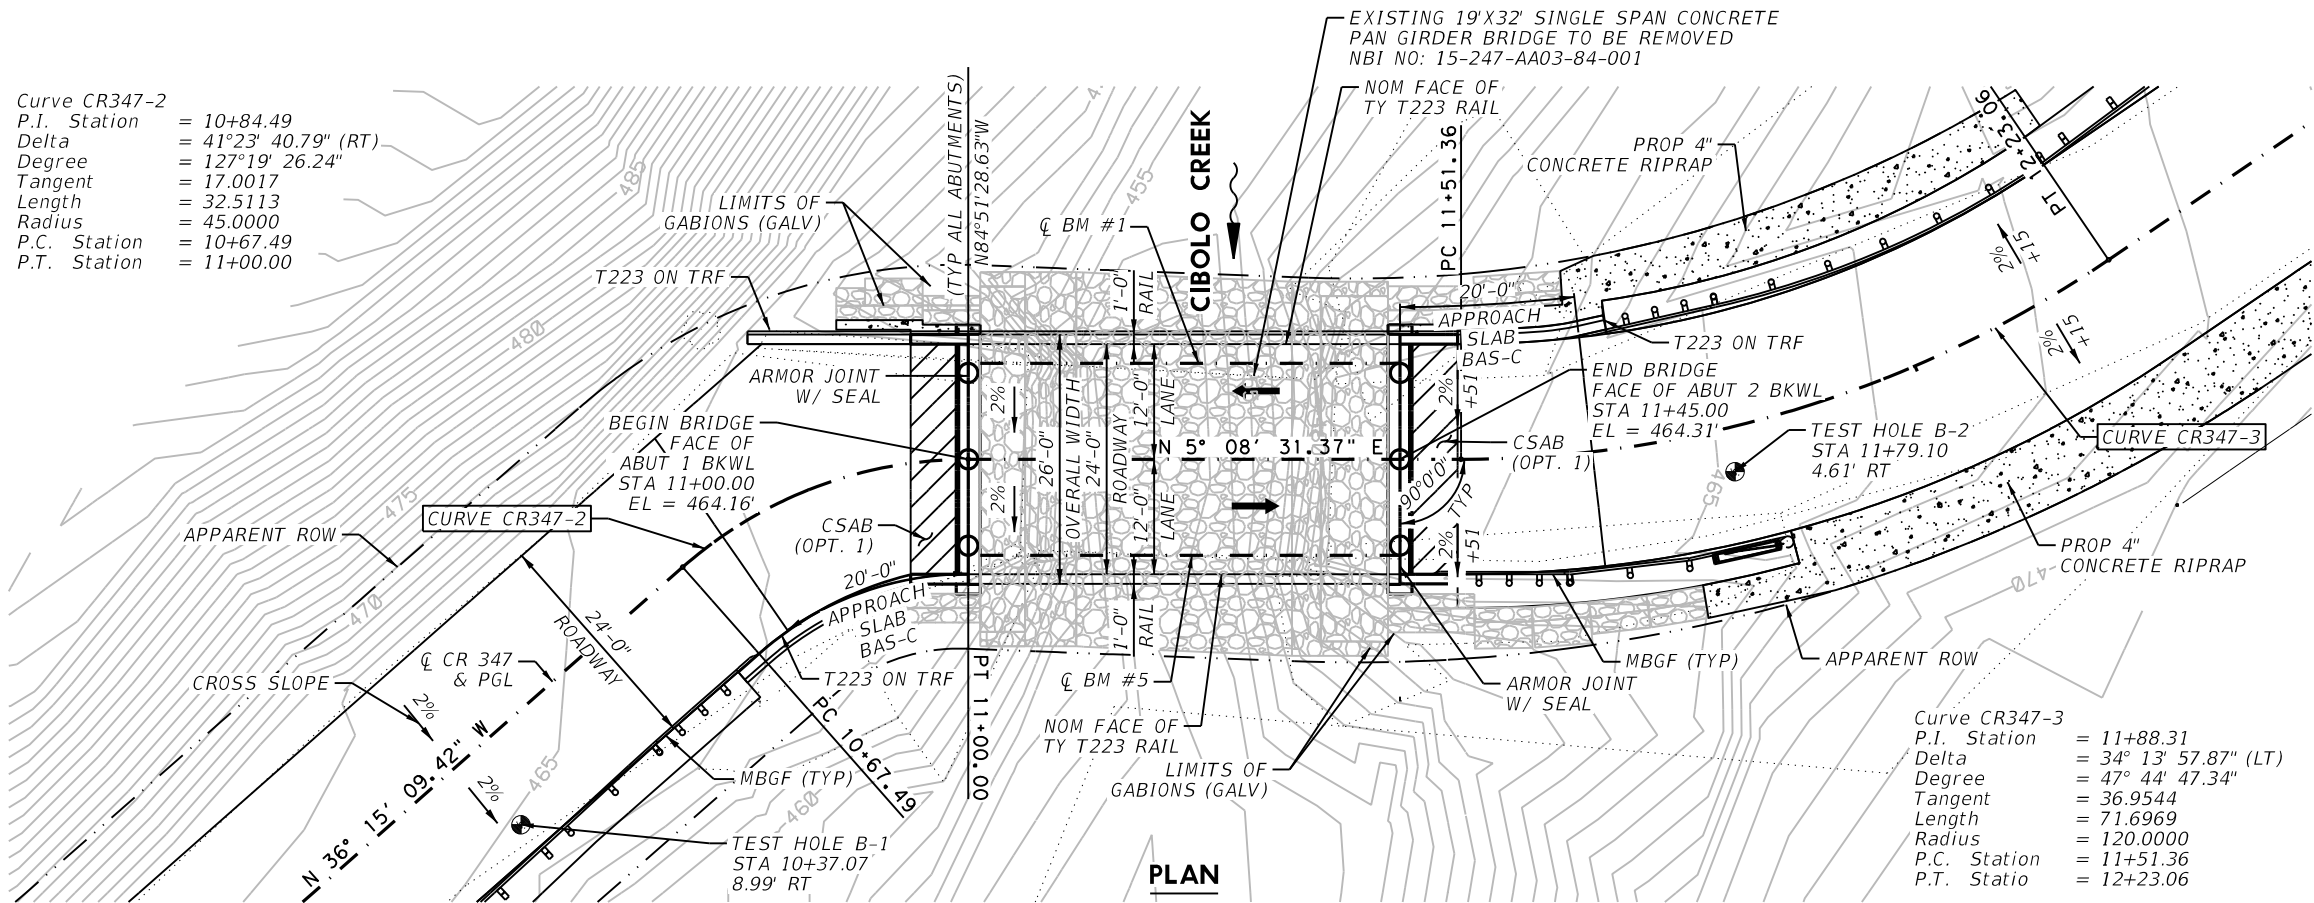 EXISTING 19'X32' SINGLE SPAN CONCRETE
PAN GIRDER BRIDGE TO BE REMOVED
NBI NO: 15-247-AA03-84-001
NOM FACE OF
TY T223 RAIL
Curve CR347-2
P.I. Station = 10+84.49
Delta = 41°23' 40.79" (RT)
Degree = 127°19' 26.24"
Tangent = 17.0017
Length = 32.5113
Radius = 45.0000
P.C. Station = 10+67.49
P.T. Station = 11+00.00
(TYP ALL ABUTMENTS)
N84°51'28.63"W
CIBOLO CREEK
PC 11+51.36
PT 12+23.06
PROP 4"
CONCRETE RIPRAP
485
455
LIMITS OF
GABIONS (GALV)
℄ BM #1
T223 ON TRF
1'-0"
RAIL
20'-0"
APPROACH
SLAB
BAS-C
T223 ON TRF
+15
2%
+15
2%
480
ARMOR JOINT
W/ SEAL
END BRIDGE
FACE OF ABUT 2 BKWL
STA 11+45.00
EL = 464.31'
BEGIN BRIDGE
FACE OF
ABUT 1 BKWL
STA 11+00.00
EL = 464.16'
2%
2%
26'-0"
OVERALL WIDTH
24'-0"
ROADWAY
12'-0"
LANE
12'-0"
LANE
N 5° 08' 31.37" E
2%
+51
2%
+51
90°00'0"
TYP
CSAB
(OPT. 1)
TEST HOLE B-2
STA 11+79.10
4.61' RT
CURVE CR347-3
465
475
CURVE CR347-2
APPARENT ROW
CSAB
(OPT. 1)
PROP 4"
CONCRETE RIPRAP
470
470
20'-0"
APPROACH
SLAB
BAS-C
24'-0"
ROADWAY
1'-0"
RAIL
℄ CR 347
& PGL
CROSS SLOPE
2%
2%
T223 ON TRF
℄ BM #5
MBGF (TYP)
APPARENT ROW
ARMOR JOINT
W/ SEAL
PT 11+00.00
PC 10+67.49
NOM FACE OF
TY T223 RAIL
LIMITS OF
GABIONS (GALV)
N 36° 15' 09.42" W
465
460
MBGF (TYP)
TEST HOLE B-1
STA 10+37.07
8.99' RT
PLAN
Curve CR347-3
P.I. Station = 11+88.31
Delta = 34° 13' 57.87" (LT)
Degree = 47° 44' 47.34"
Tangent = 36.9544
Length = 71.6969
Radius = 120.0000
P.C. Station = 11+51.36
P.T. Statio = 12+23.06